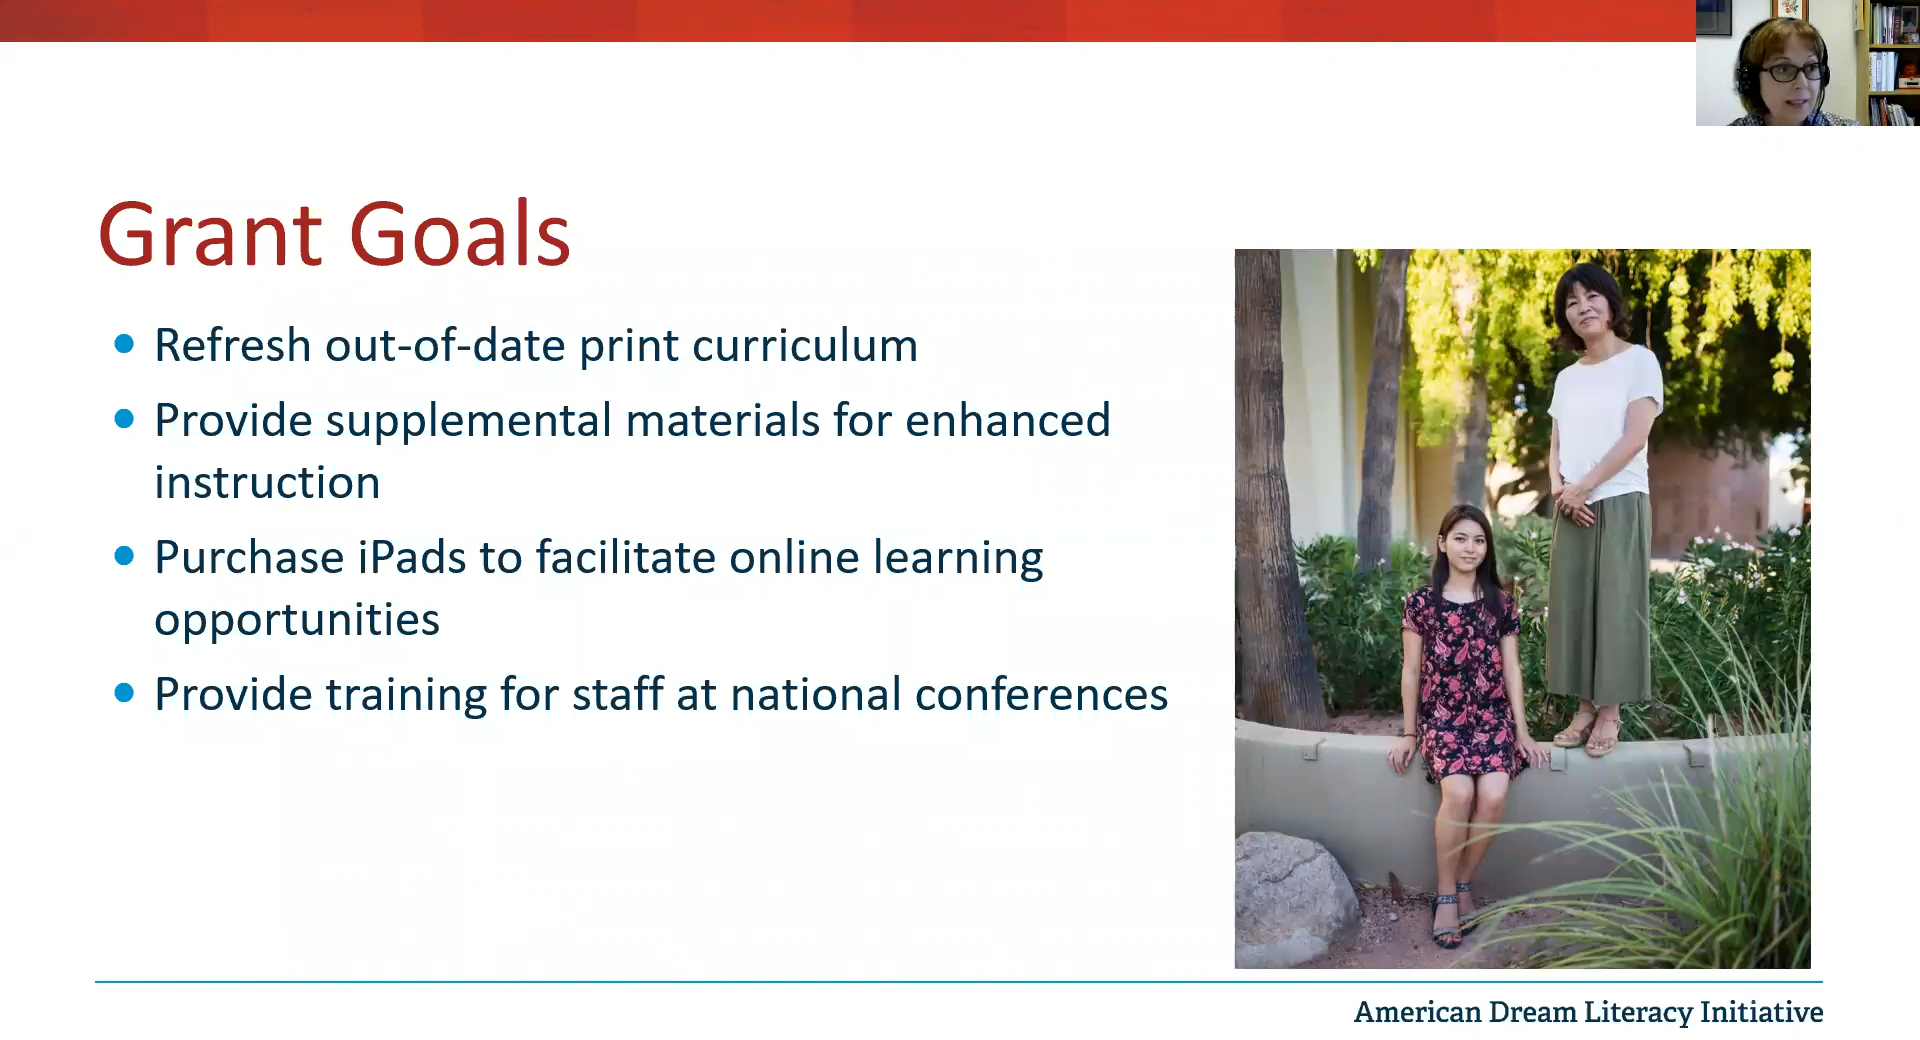 Grant Goals
Refresh out-of-date print curriculum
Provide supplemental materials for enhanced
instruction
Purchase iPads to facilitate online learning
opportunities
Provide training for staff at national conferences
American Dream Literacy Initiative